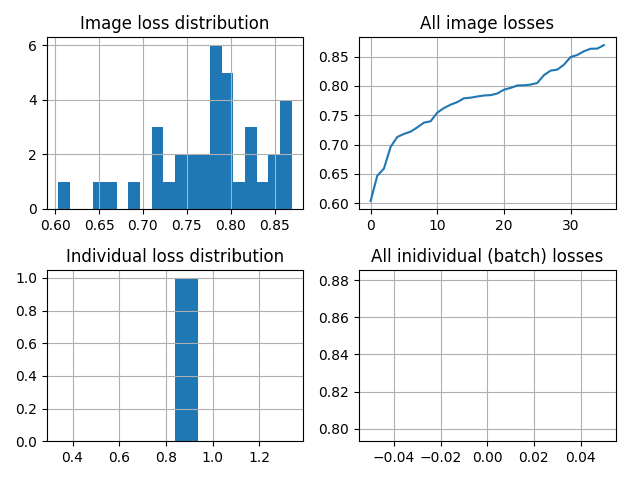 Image loss distribution
6
4
2
0
0.60 0.65 0.70 0.75 0.80 0.85
All image losses
0.85
0.80
0.75
0.70
0.65
0.60
0 10 20 30
Individual loss distribution
1.0
0.8
0.6
0.4
0.2
0.0
0.4 0.6 0.8 1.0 1.2
All inidividual (batch) losses
0.88
0.86
0.84
0.82
0.80
−0.04 −0.02 0.00 0.02 0.04